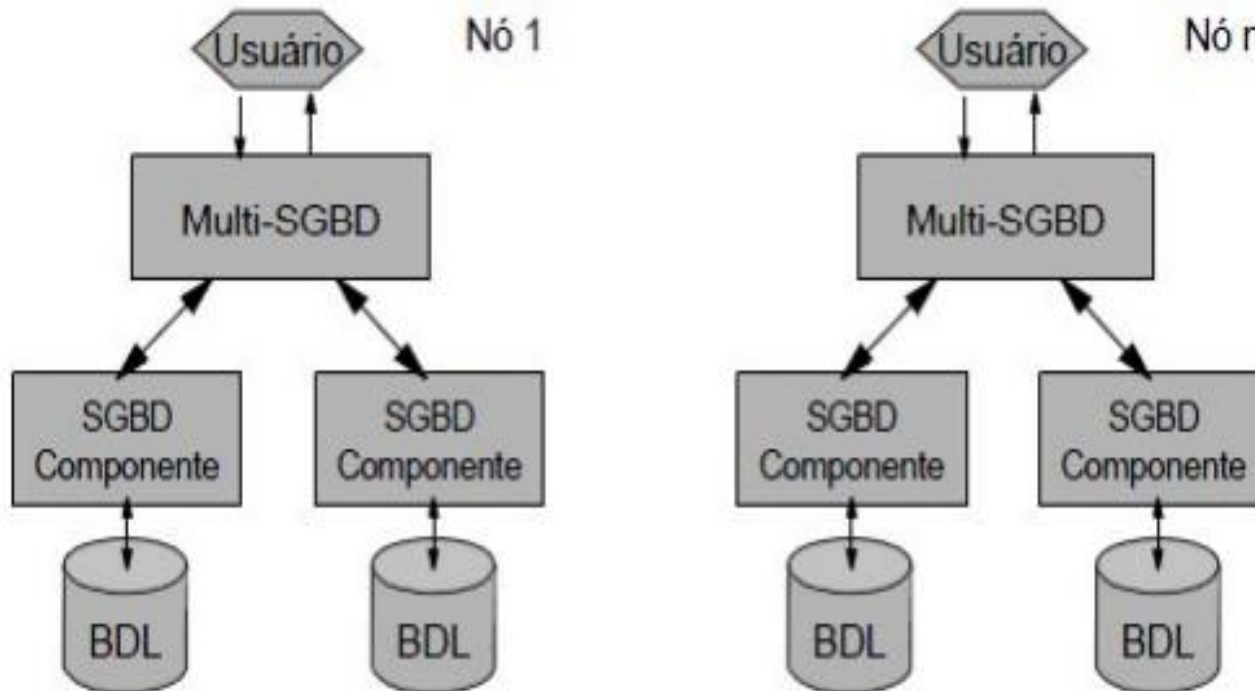 Usuário
Nó 1
Multi-SGBD
SGBD
Componente
SGBD
Componente
BDL
BDL
Usuário
Nó
Multi-SGBD
SGBD
Componente
SGBD
Componente
BDL
BDL